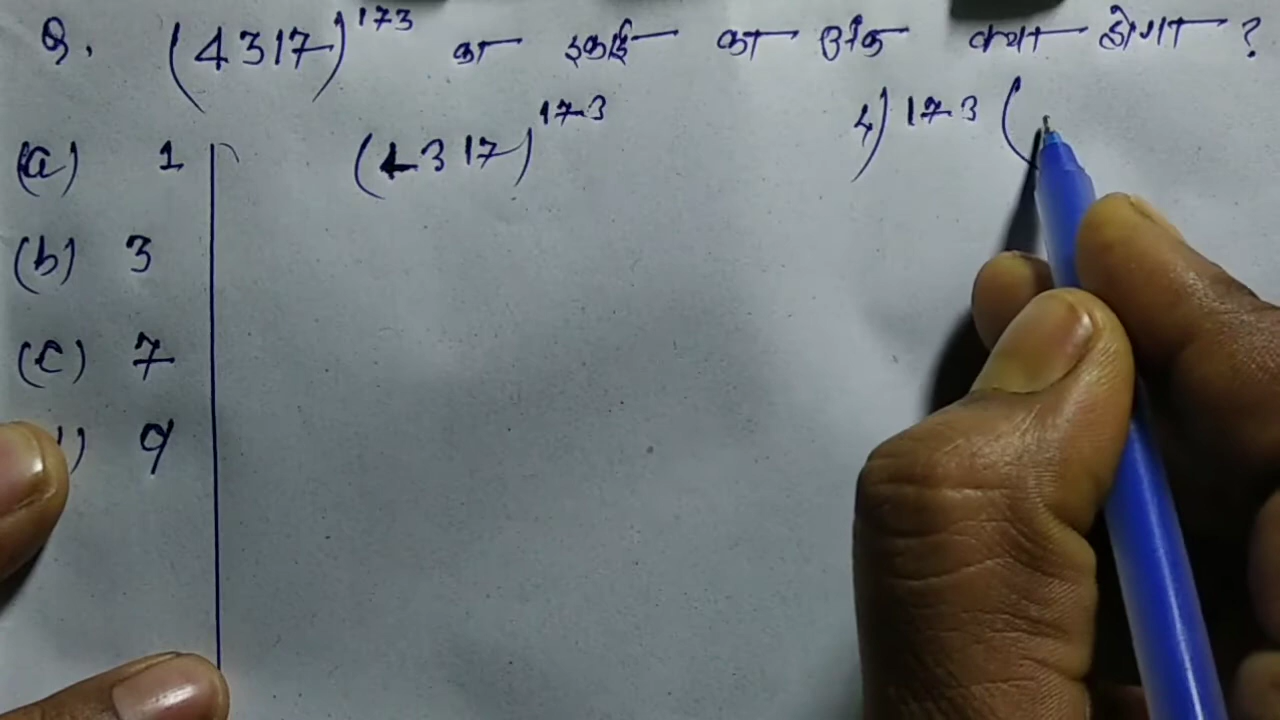 Q. (4317)^173 का इकाई का अंक क्या होगा ?
(a) 1
(b) 3
(c) 7
) 9
(4317)^173
4) 173 (